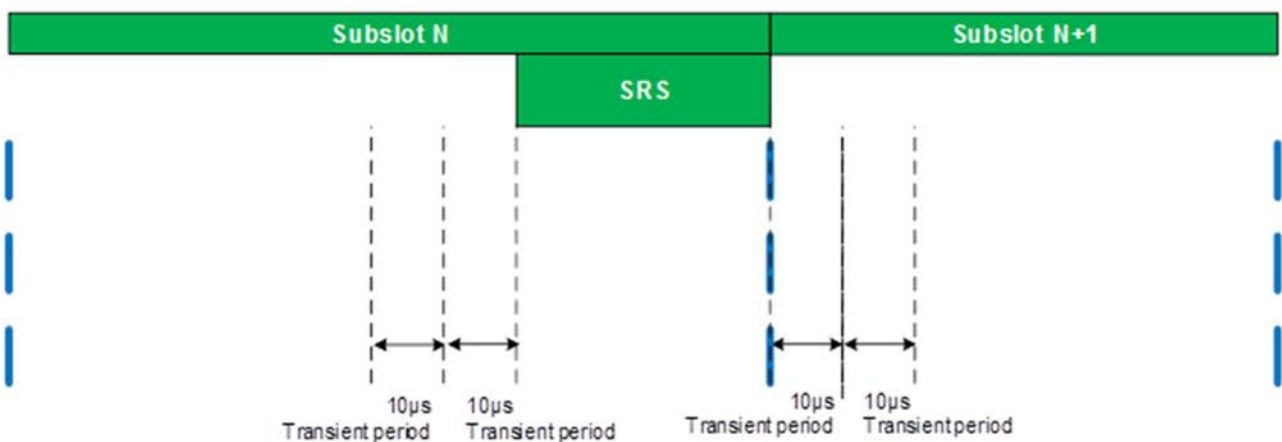 Subslot N
Subslot N+1
SRS
10µs
Transient period
10µs
Transient period
10µs
Transient period
10µs
Transient period